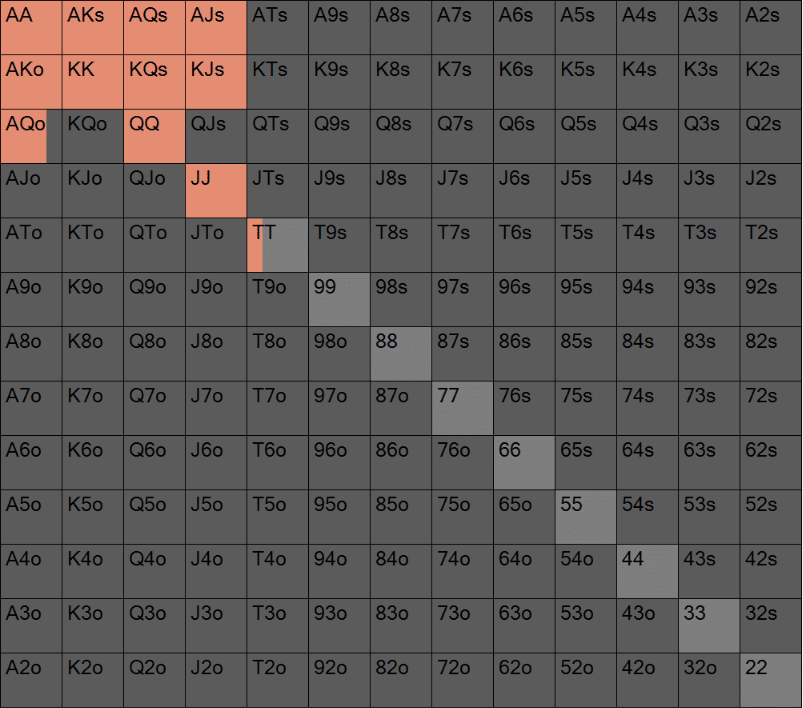 AA AKs AQs AJs ATs A9s A8s A7s A6s A5s A4s A3s A2s
AKo KK KQs KJs KTs K9s K8s K7s K6s K5s K4s K3s K2s
AQo KQo QQ QJs QTs Q9s Q8s Q7s Q6s Q5s Q4s Q3s Q2s
AJo KJo QJo JJ JTs J9s J8s J7s J6s J5s J4s J3s J2s
ATo KTo QTo JTo TT T9s T8s T7s T6s T5s T4s T3s T2s
A9o K9o Q9o J9o T9o 99 98s 97s 96s 95s 94s 93s 92s
A8o K8o Q8o J8o T8o 98o 88 87s 86s 85s 84s 83s 82s
A7o K7o Q7o J7o T7o 97o 87o 77 76s 75s 74s 73s 72s
A6o K6o Q6o J6o T6o 96o 86o 76o 66 65s 64s 63s 62s
A5o K5o Q5o J5o T5o 95o 85o 75o 65o 55 54s 53s 52s
A4o K4o Q4o J4o T4o 94o 84o 74o 64o 54o 44 43s 42s
A3o K3o Q3o J3o T3o 93o 83o 73o 63o 53o 43o 33 32s
A2o K2o Q2o J2o T2o 92o 82o 72o 62o 52o 42o 32o 22